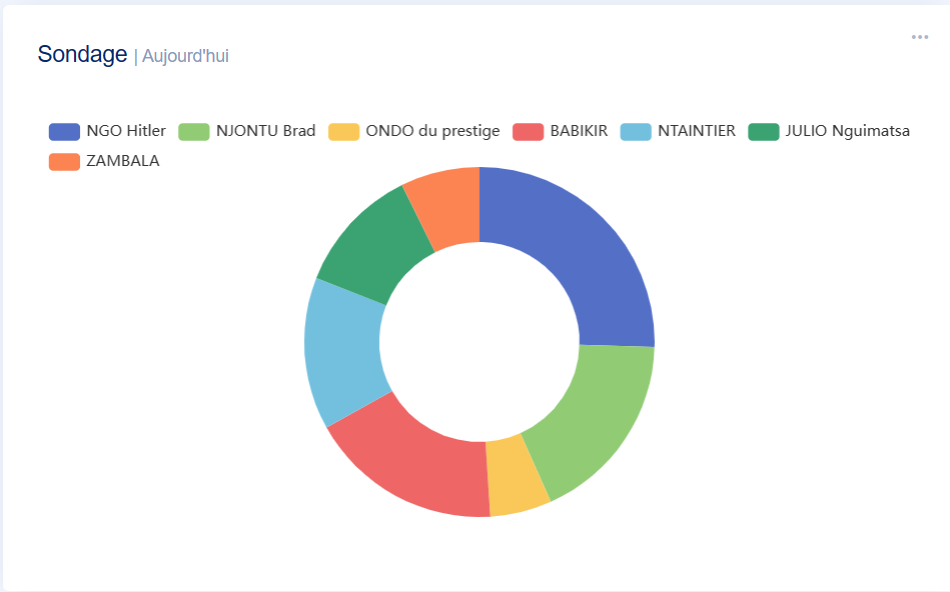 Sondage | Aujourd'hui
NGO Hitler NJONTU Brad ONDO du prestige BABIKIR NTAINTIER JULIO Nguimatsa
ZAMBALA